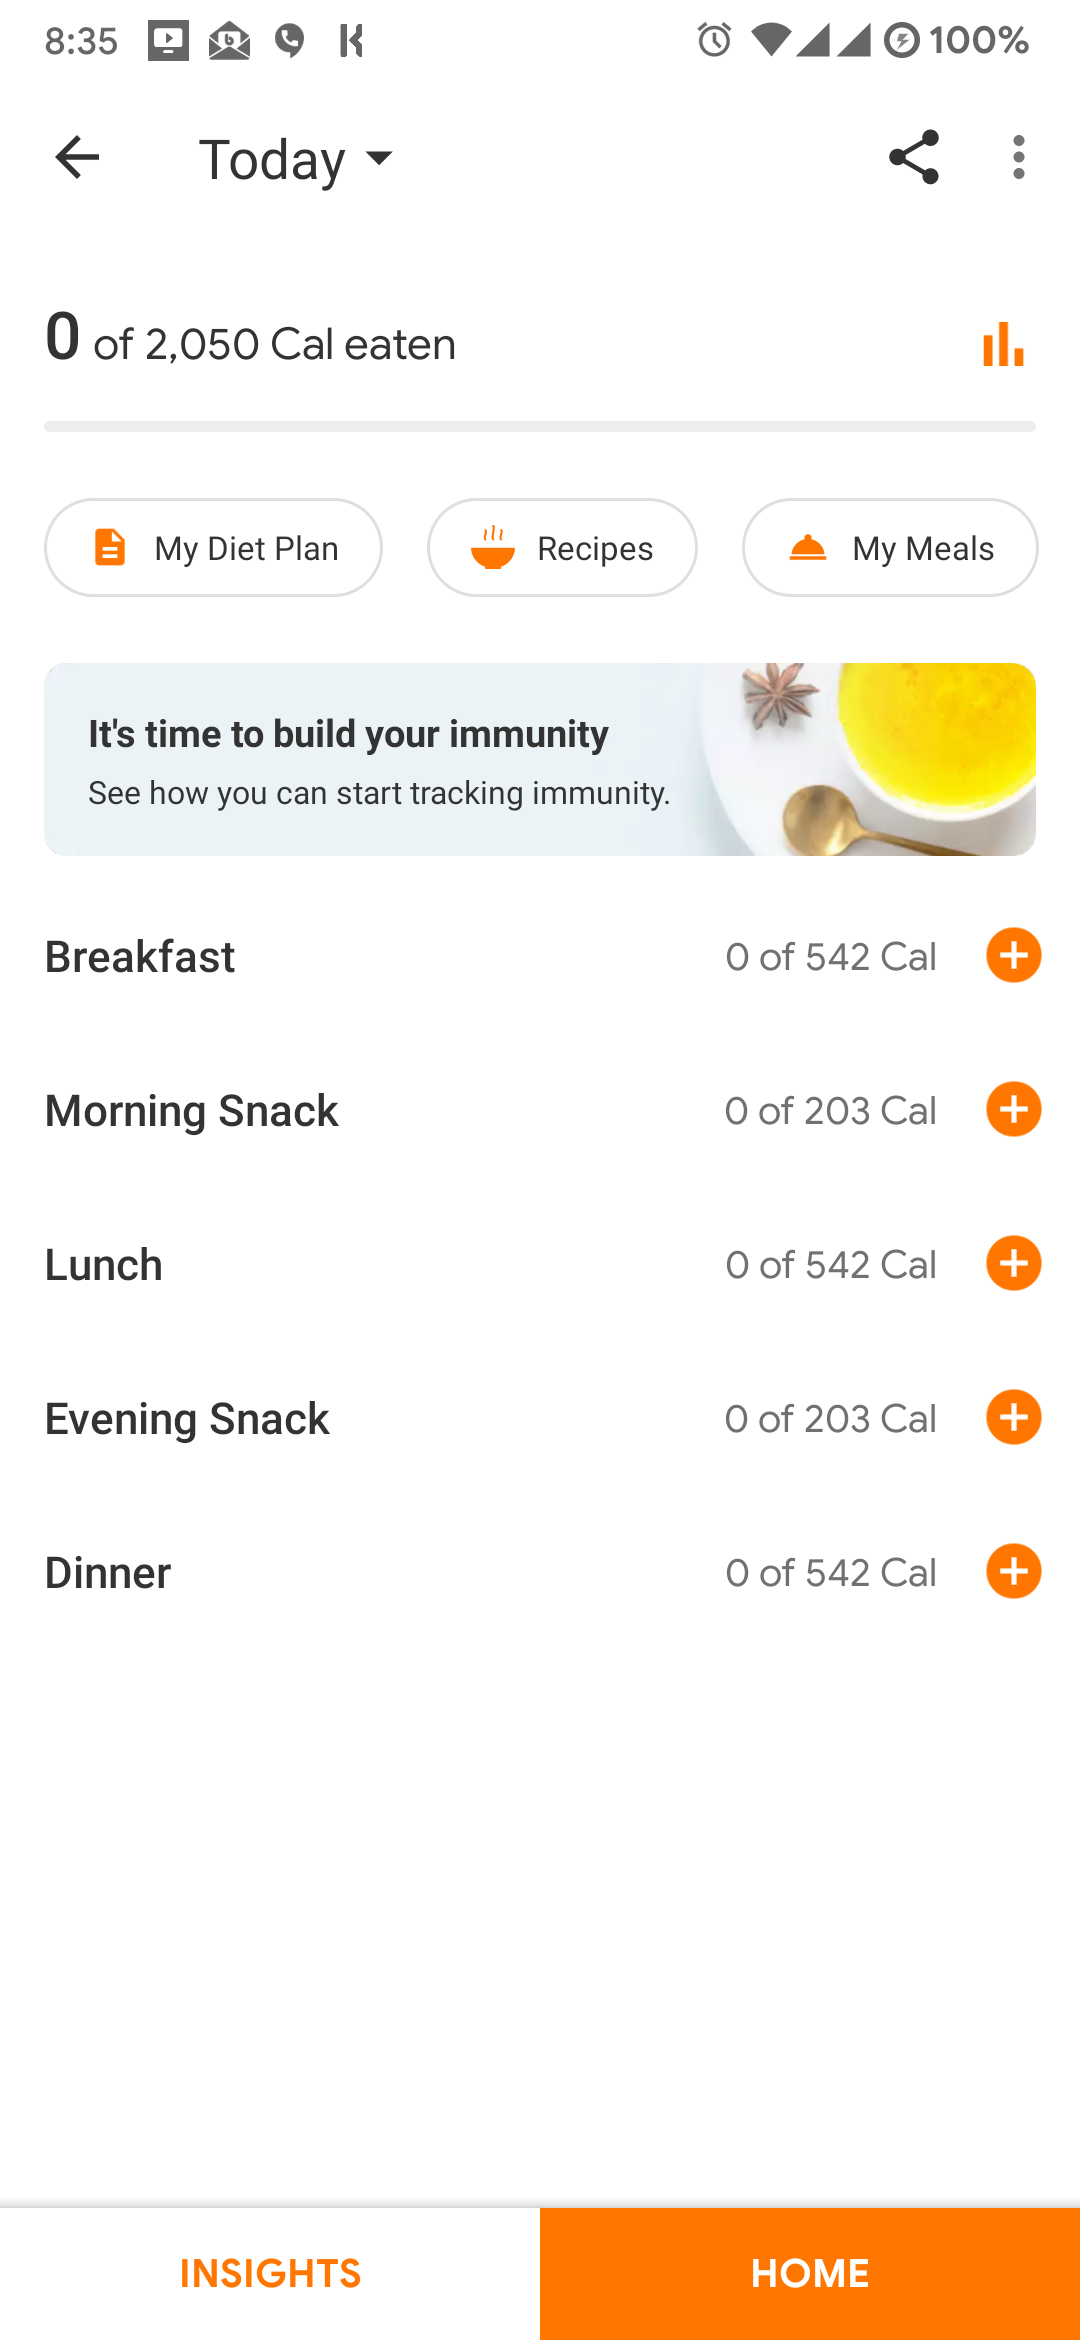 8:35 100%
Today
0 of 2,050 Cal eaten
My Diet Plan Recipes My Meals
It's time to build your immunity
See how you can start tracking immunity.
Breakfast 0 of 542 Cal
Morning Snack 0 of 203 Cal
Lunch 0 of 542 Cal
Evening Snack 0 of 203 Cal
Dinner 0 of 542 Cal
INSIGHTS HOME